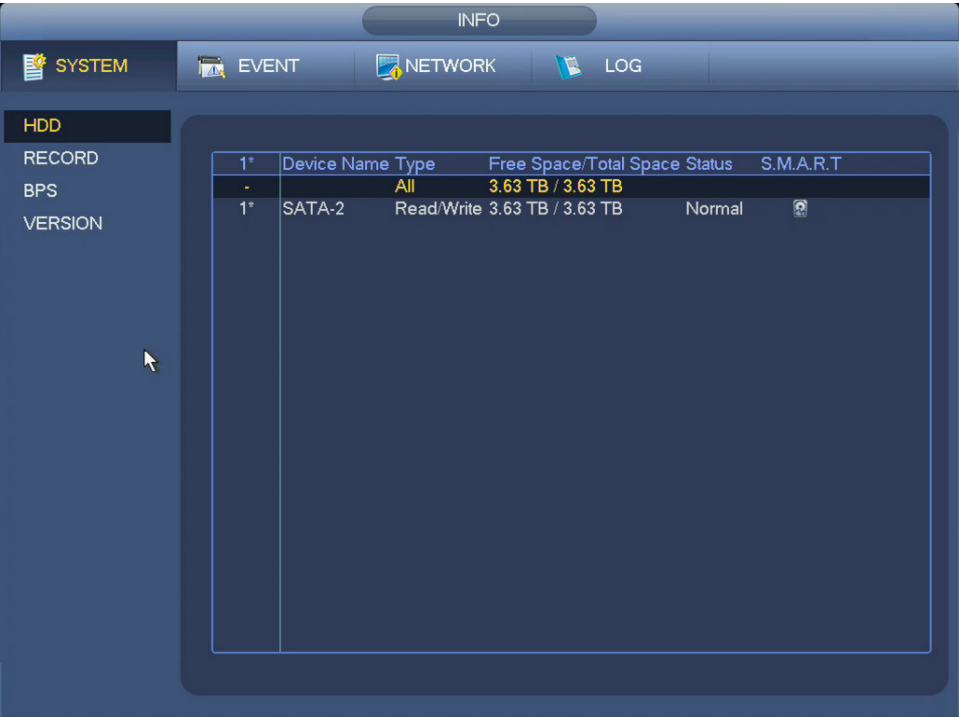 INFO
SYSTEM EVENT NETWORK LOG
HDD
RECORD
BPS
VERSION
1* Device Name Type Free Space/Total Space Status S.M.A.R.T
- All 3.63 TB / 3.63 TB
1* SATA-2 Read/Write 3.63 TB / 3.63 TB Normal